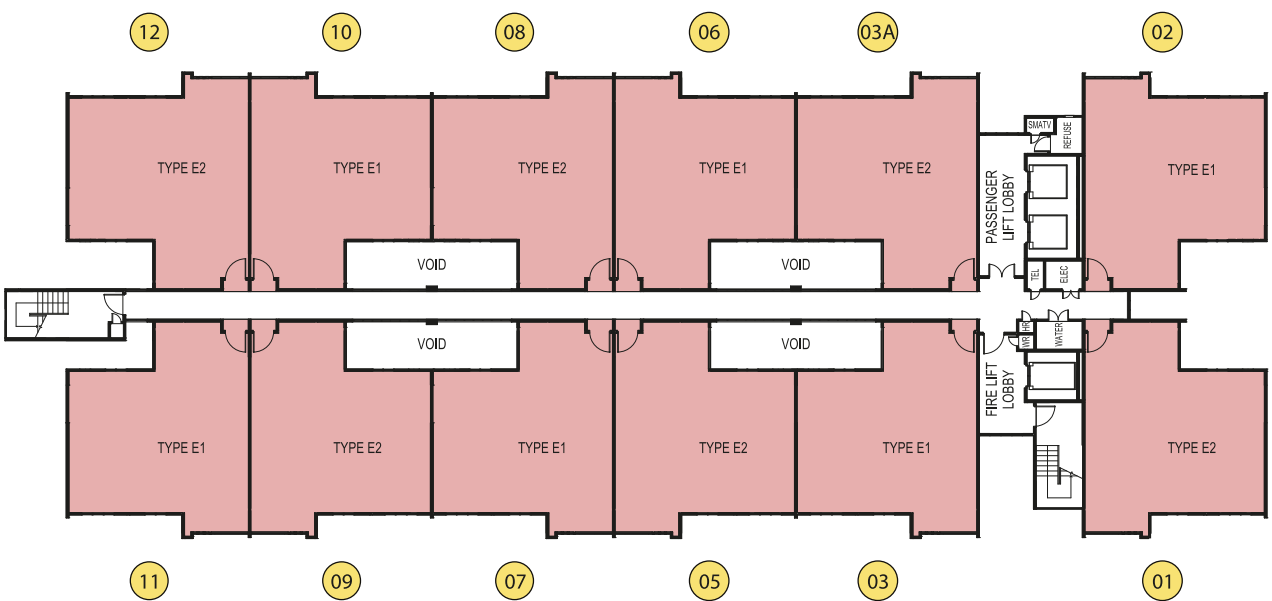 12
10
08
06
03A
02
SMATV
REFUSE
TYPE E2
TYPE E1
TYPE E2
TYPE E1
TYPE E2
PASSENGER
LIFT LOBBY
TYPE E1
VOID
VOID
TEL
ELEC
HR
WR
WATER
VOID
VOID
FIRE LIFT
LOBBY
TYPE E1
TYPE E2
TYPE E1
TYPE E2
TYPE E1
TYPE E2
11
09
07
05
03
01